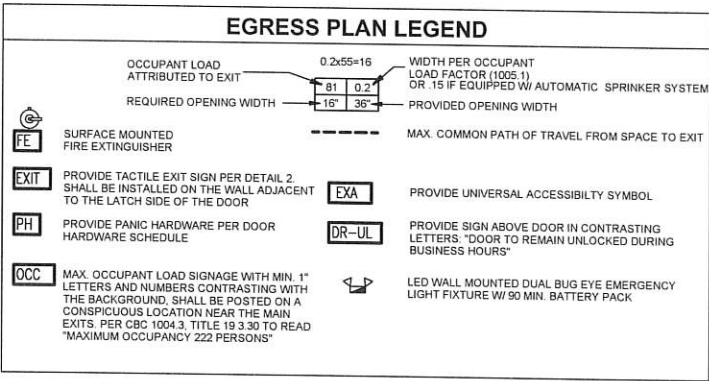 EGRESS PLAN LEGEND
OCCUPANT LOAD
ATTRIBUTED TO EXIT
0.2x55=16
WIDTH PER OCCUPANT
LOAD FACTOR (1005.1)
OR .15 IF EQUIPPED W/ AUTOMATIC SPRINKER SYSTEM
81 0.2
REQUIRED OPENING WIDTH
16" 36"
PROVIDED OPENING WIDTH
FE
SURFACE MOUNTED
FIRE EXTINGUISHER
MAX. COMMON PATH OF TRAVEL FROM SPACE TO EXIT
EXIT
PROVIDE TACTILE EXIT SIGN PER DETAIL 2.
SHALL BE INSTALLED ON THE WALL ADJACENT
TO THE LATCH SIDE OF THE DOOR
EXA
PROVIDE UNIVERSAL ACCESSIBILTY SYMBOL
PH
PROVIDE PANIC HARDWARE PER DOOR
HARDWARE SCHEDULE
DR-UL
PROVIDE SIGN ABOVE DOOR IN CONTRASTING
LETTERS: "DOOR TO REMAIN UNLOCKED DURING
BUSINESS HOURS"
OCC
MAX. OCCUPANT LOAD SIGNAGE WITH MIN. 1"
LETTERS AND NUMBERS CONTRASTING WITH
THE BACKGROUND, SHALL BE POSTED ON A
CONSPICUOUS LOCATION NEAR THE MAIN
EXITS. PER CBC 1004.3, TITLE 19 3.30 TO READ
"MAXIMUM OCCUPANCY 222 PERSONS"
LED WALL MOUNTED DUAL BUG EYE EMERGENCY
LIGHT FIXTURE W/ 90 MIN. BATTERY PACK